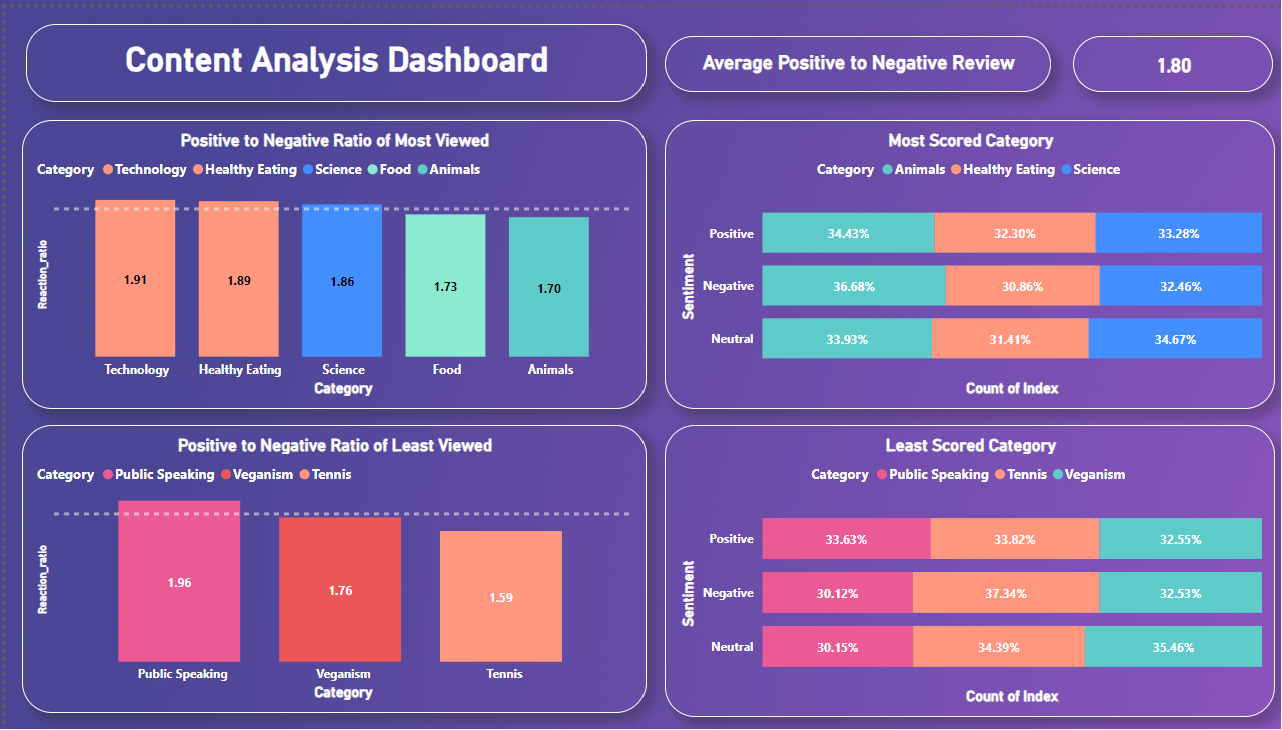 Content Analysis Dashboard
Average Positive to Negative Review
1.80
Positive to Negative Ratio of Most Viewed
Category Technology Healthy Eating Science Food Animals
Reaction_ratio
1.91
1.89
1.86
1.73
1.70
Technology
Healthy Eating
Science
Food
Animals
Category
Most Scored Category
Category Animals Healthy Eating Science
Sentiment
Positive 34.43% 32.30% 33.28%
Negative 36.68% 30.86% 32.46%
Neutral 33.93% 31.41% 34.67%
Count of Index
Positive to Negative Ratio of Least Viewed
Category Public Speaking Veganism Tennis
Reaction_ratio
1.96
1.76
1.59
Public Speaking
Veganism
Tennis
Category
Least Scored Category
Category Public Speaking Tennis Veganism
Sentiment
Positive 33.63% 33.82% 32.55%
Negative 30.12% 37.34% 32.53%
Neutral 30.15% 34.39% 35.46%
Count of Index